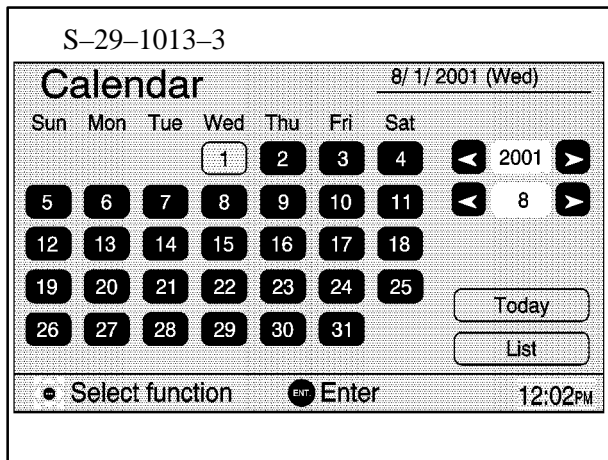 S–29–1013–3
Calendar
8/ 1/ 2001 (Wed)
Sun Mon Tue Wed Thu Fri Sat
1 2 3 4
2001
5 6 7 8 9 10 11
8
12 13 14 15 16 17 18
19 20 21 22 23 24 25
Today
26 27 28 29 30 31
List
Select function
ENT. Enter
12:02PM